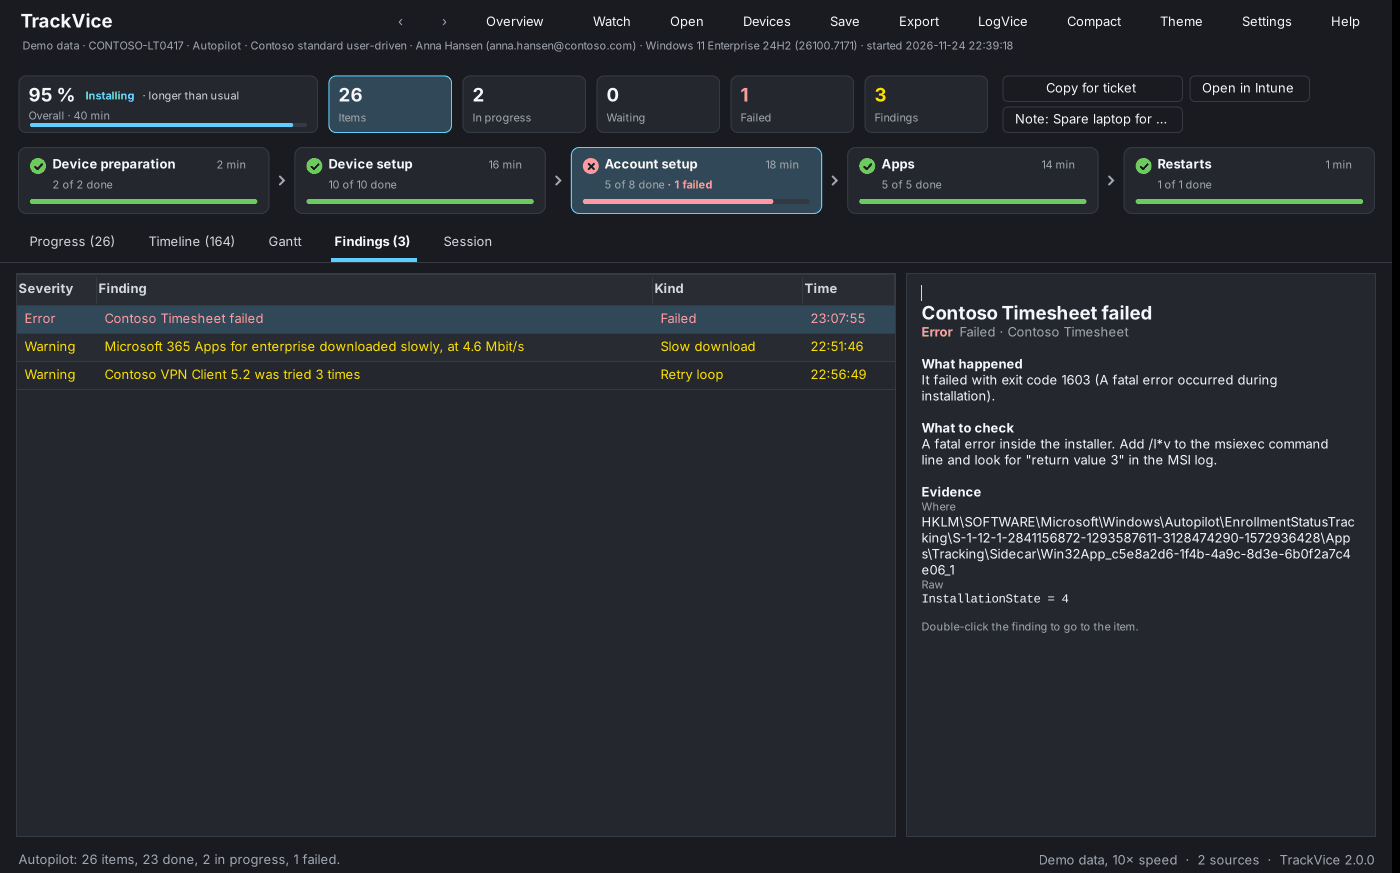 TrackVice
‹ › Overview Watch Open Devices Save Export LogVice Compact Theme Settings Help
Demo data · CONTOSO-LT0417 · Autopilot · Contoso standard user-driven · Anna Hansen (anna.hansen@contoso.com) · Windows 11 Enterprise 24H2 (26100.7171) · started 2026-11-24 22:39:18
95 % Installing · longer than usual
Overall · 40 min
26
Items
2
In progress
0
Waiting
1
Failed
3
Findings
Copy for ticket
Open in Intune
Note: Spare laptop for ...
Device preparation 2 min
2 of 2 done
Device setup 16 min
10 of 10 done
Account setup 18 min
5 of 8 done · 1 failed
Apps 14 min
5 of 5 done
Restarts 1 min
1 of 1 done
Progress (26) Timeline (164) Gantt Findings (3) Session
Severity Finding Kind Time
Error Contoso Timesheet failed Failed 23:07:55
Warning Microsoft 365 Apps for enterprise downloaded slowly, at 4.6 Mbit/s Slow download 22:51:46
Warning Contoso VPN Client 5.2 was tried 3 times Retry loop 22:56:49
Contoso Timesheet failed
Error Failed · Contoso Timesheet
What happened
It failed with exit code 1603 (A fatal error occurred during
installation).
What to check
A fatal error inside the installer. Add /l*v to the msiexec command
line and look for "return value 3" in the MSI log.
Evidence
Where
HKLM\SOFTWARE\Microsoft\Windows\Autopilot\EnrollmentStatusTrac
king\S-1-12-1-2841156872-1293587611-3128474290-1572936428\App
s\Tracking\Sidecar\Win32App_c5e8a2d6-1f4b-4a9c-8d3e-6b0f2a7c4
e06_1
Raw
InstallationState = 4
Double-click the finding to go to the item.
Autopilot: 26 items, 23 done, 2 in progress, 1 failed.
Demo data, 10× speed · 2 sources · TrackVice 2.0.0